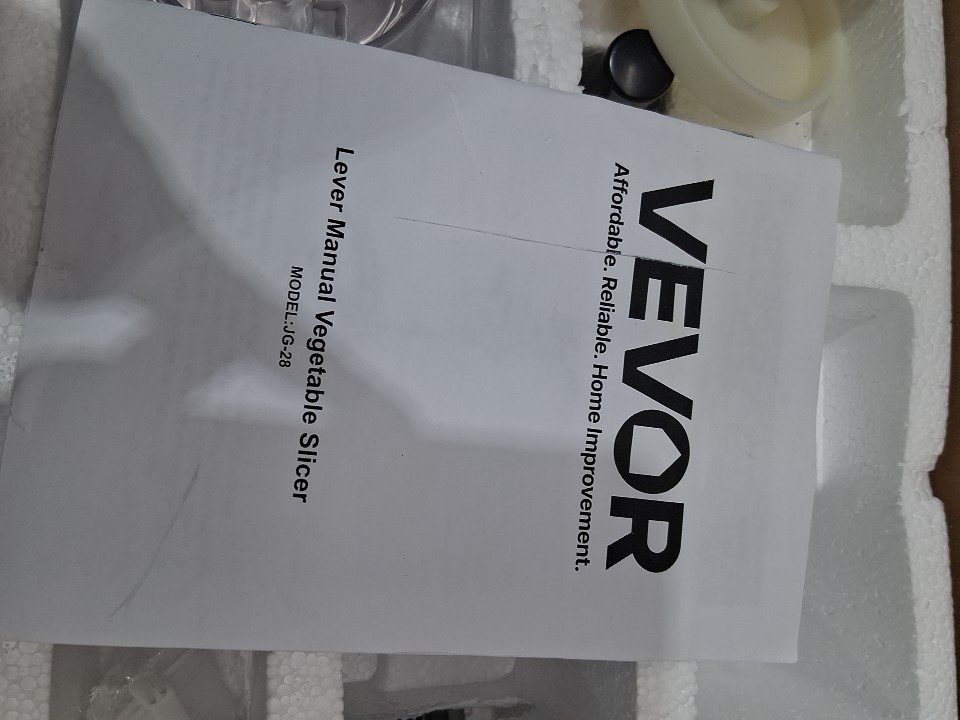 VEVOR
Affordable. Reliable. Home Improvement.
Lever Manual Vegetable Slicer
MODEL:JG-28